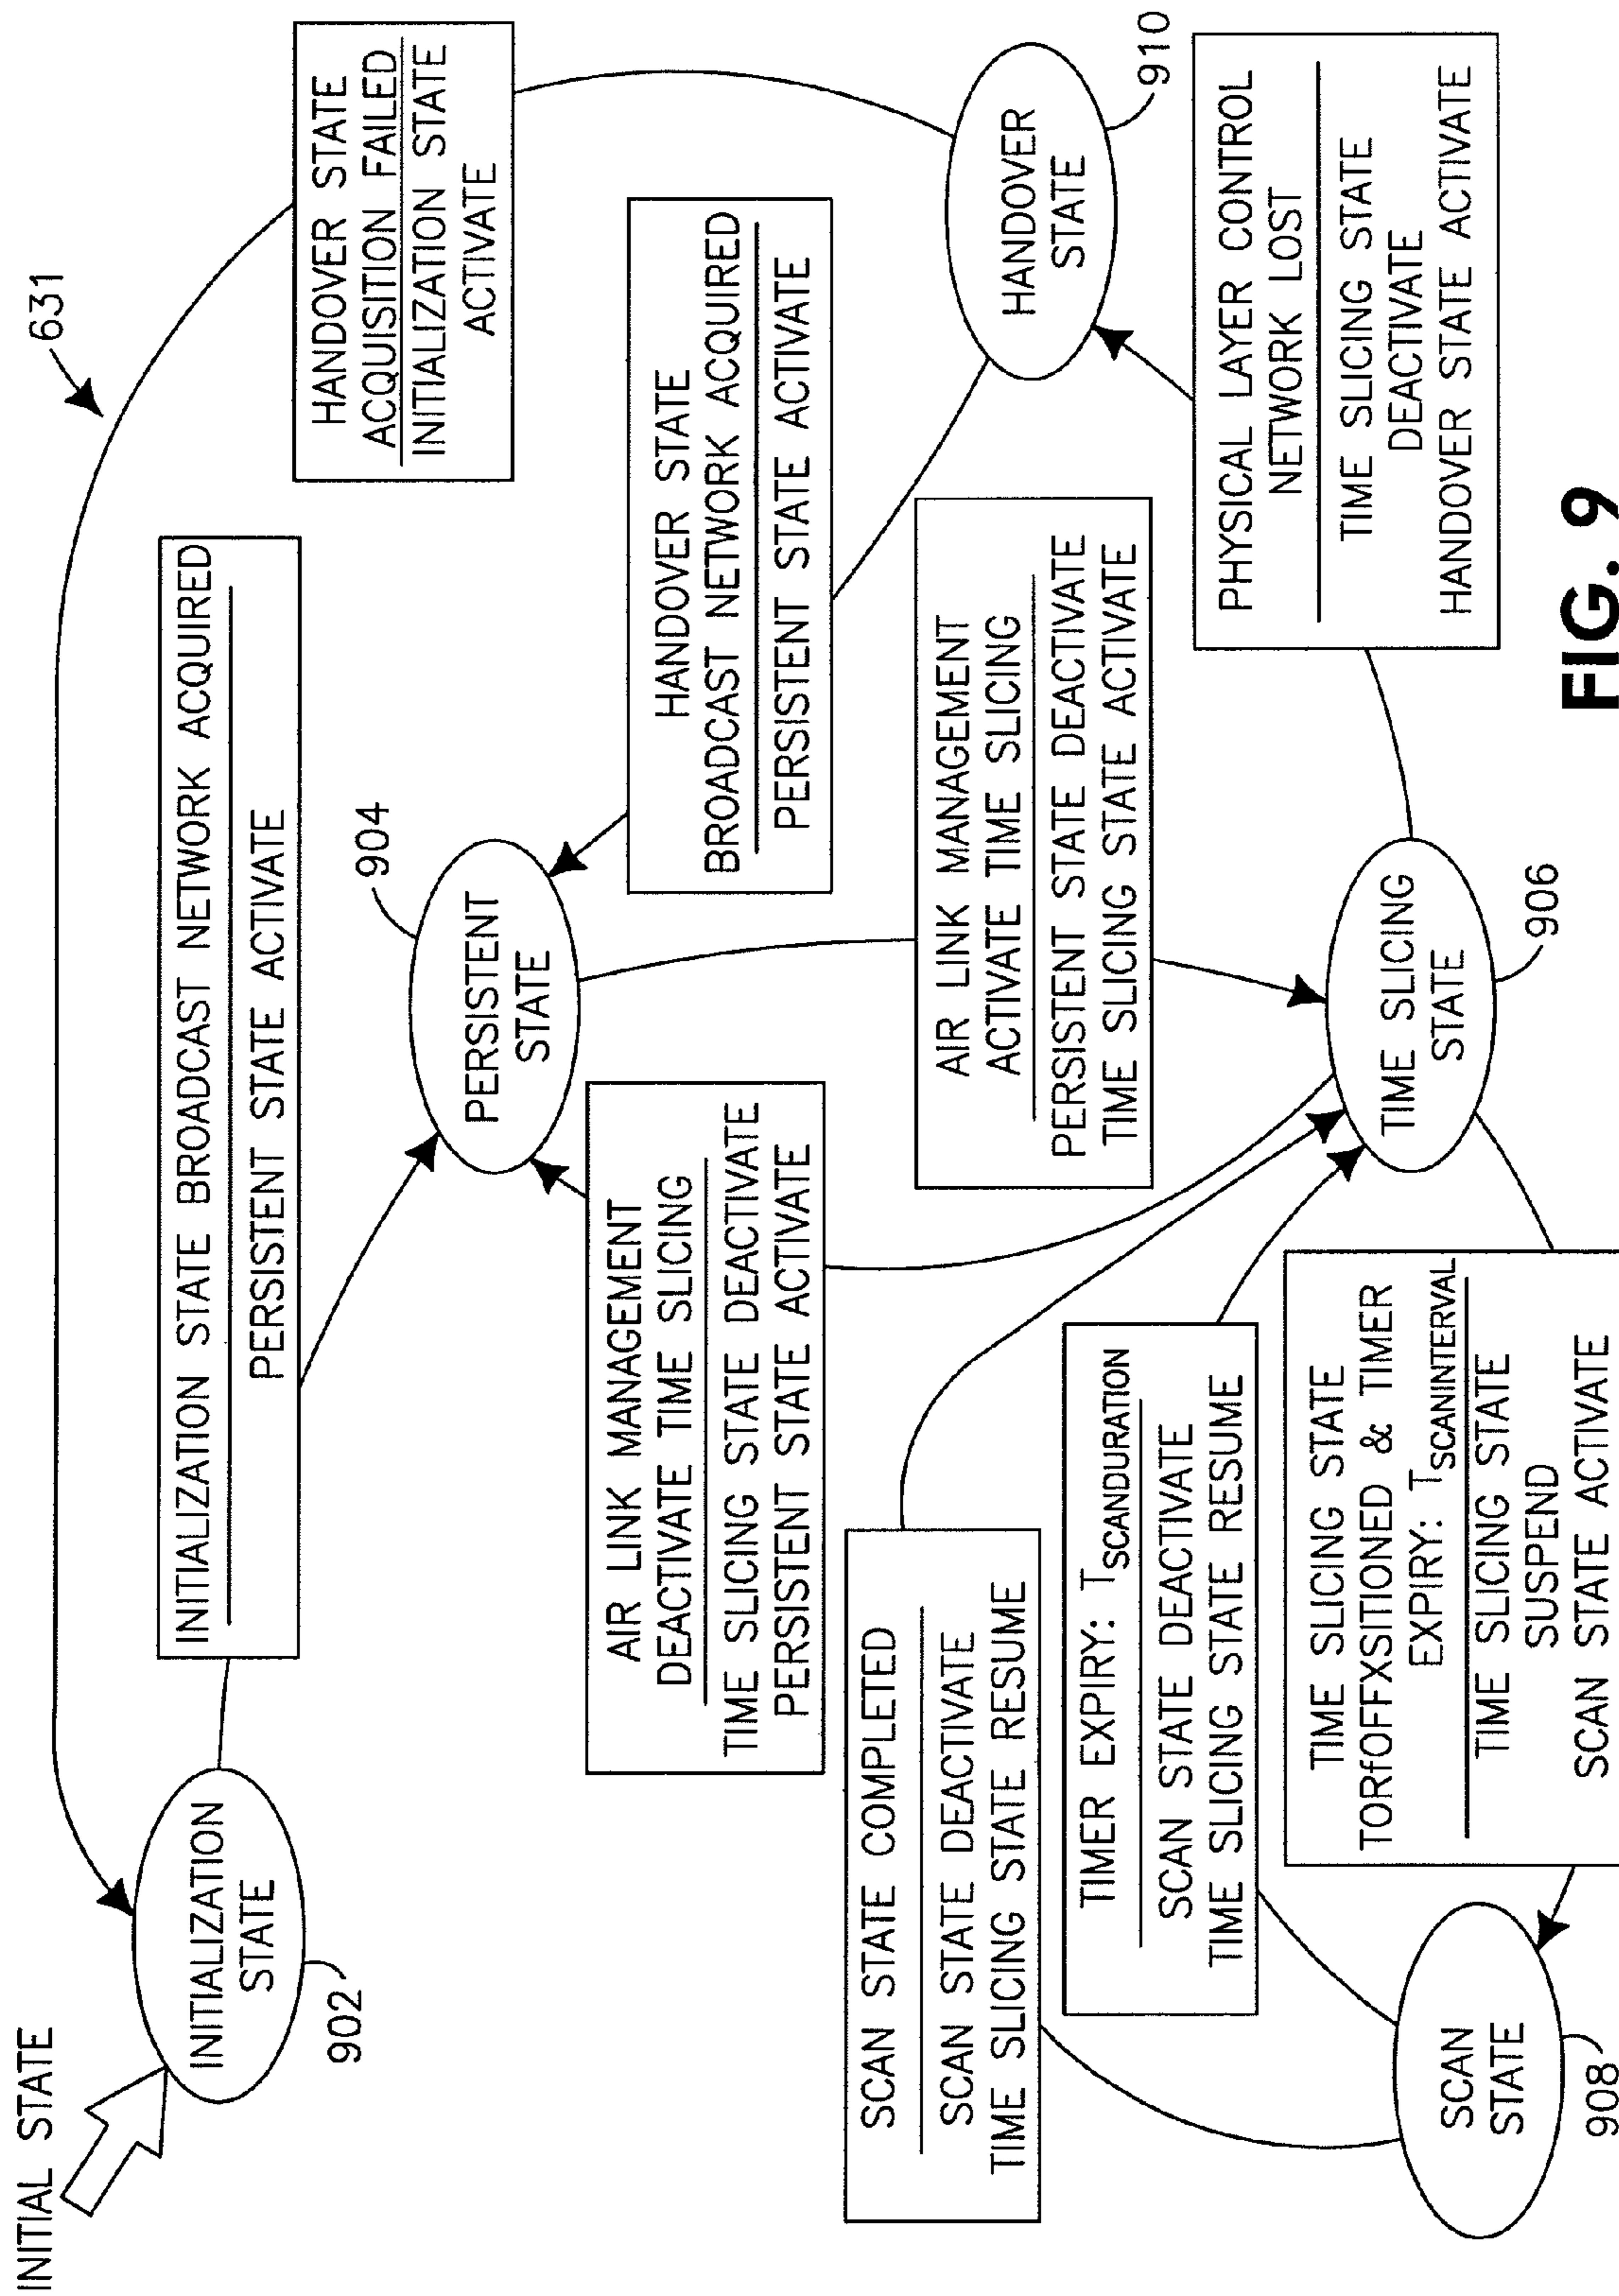 INITIAL STATE
631
INITIALIZATION
STATE
902
INITIALIZATION STATE BROADCAST NETWORK ACQUIRED
PERSISTENT STATE ACTIVATE
HANDOVER STATE
ACQUISITION FAILED
INITIALIZATION STATE
ACTIVATE
PERSISTENT
STATE
904
AIR LINK MANAGEMENT
DEACTIVATE TIME SLICING
TIME SLICING STATE DEACTIVATE
PERSISTENT STATE ACTIVATE
HANDOVER STATE
BROADCAST NETWORK ACQUIRED
PERSISTENT STATE ACTIVATE
SCAN STATE COMPLETED
SCAN STATE DEACTIVATE
TIME SLICING STATE RESUME
AIR LINK MANAGEMENT
ACTIVATE TIME SLICING
PERSISTENT STATE DEACTIVATE
TIME SLICING STATE ACTIVATE
HANDOVER
STATE
910
TIMER EXPIRY: TSCANDURATION
SCAN STATE DEACTIVATE
TIME SLICING STATE RESUME
SCAN
STATE
908
TIME SLICING STATE
TORfOFFXSITIONED & TIMER
EXPIRY: TSCANINTERVAL
TIME SLICING STATE
SUSPEND
SCAN STATE ACTIVATE
TIME SLICING
STATE
906
PHYSICAL LAYER CONTROL
NETWORK LOST
TIME SLICING STATE
DEACTIVATE
HANDOVER STATE ACTIVATE
FIG. 9